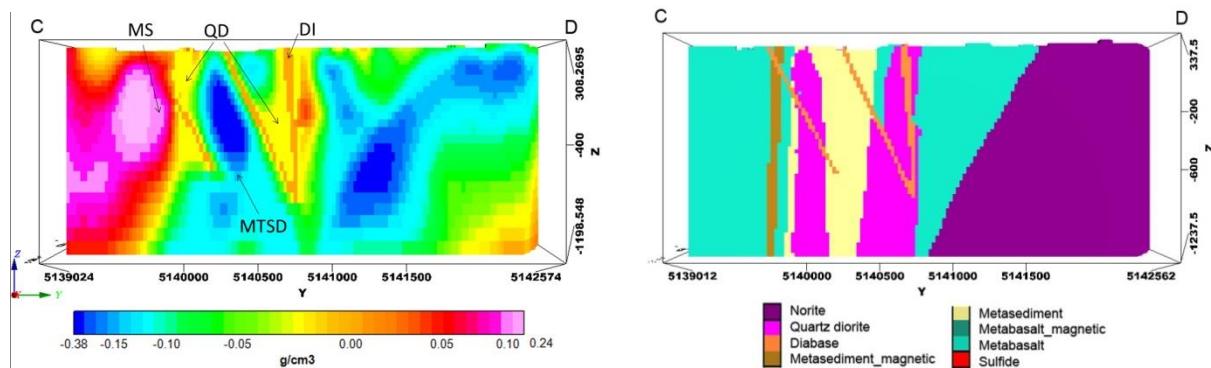 C
MS
QD
DI
D
308.2695
-400
-1198.548
Z
MTSD
5139024
5140000
5140500
5141000
5141500
5142574
Y
Z
Y
-0.38
-0.15
-0.10
-0.05
0.00
0.05
0.10
0.24
g/cm3
C
D
337.5
-200
-600
-1237.5
Z
5139012
5140000
5140500
5141000
5141500
5142562
Y
Norite
Quartz diorite
Diabase
Metasediment_magnetic
Metasediment
Metabasalt_magnetic
Metabasalt
Sulfide